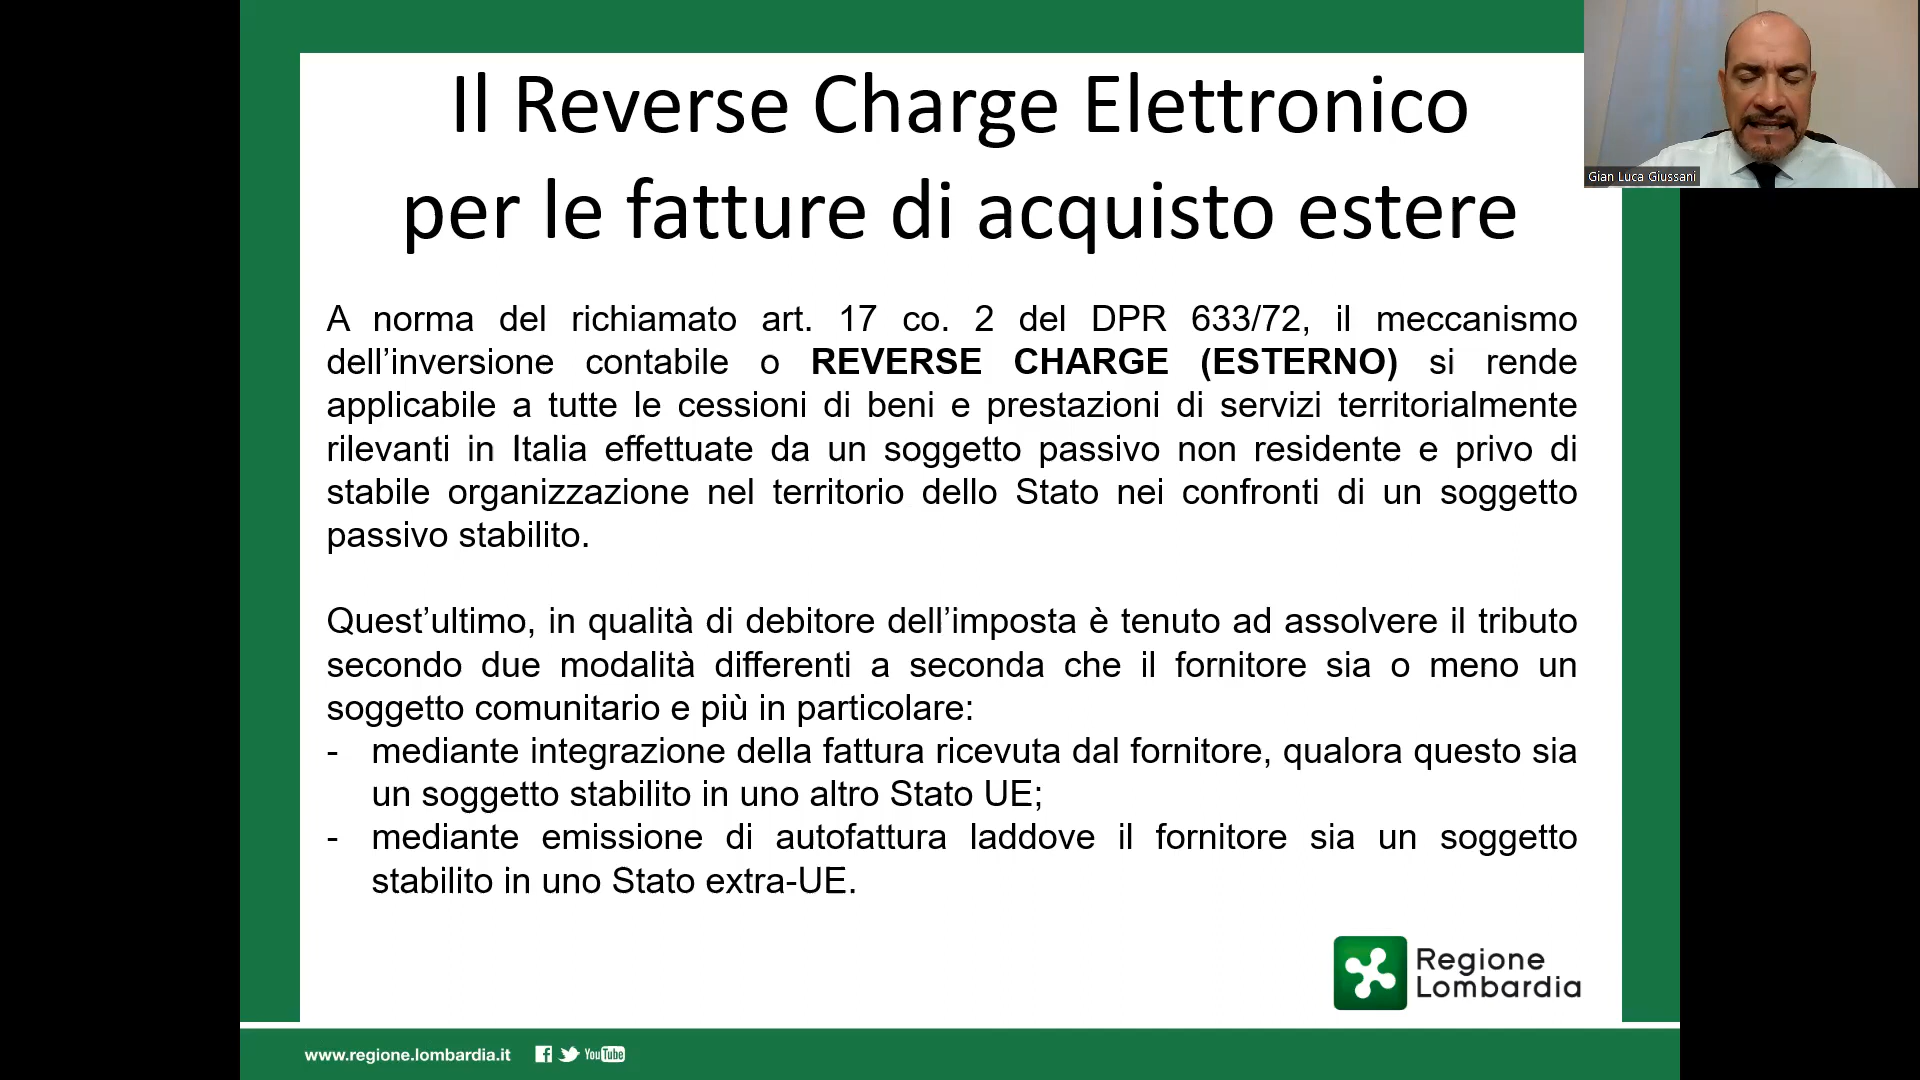 Il Reverse Charge Elettronico
per le fatture di acquisto estere
Gian Luca Giussani
A norma del richiamato art. 17 co. 2 del DPR 633/72, il meccanismo
dell’inversione contabile o REVERSE CHARGE (ESTERNO) si rende
applicabile a tutte le cessioni di beni e prestazioni di servizi territorialmente
rilevanti in Italia effettuate da un soggetto passivo non residente e privo di
stabile organizzazione nel territorio dello Stato nei confronti di un soggetto
passivo stabilito.
Quest’ultimo, in qualità di debitore dell’imposta è tenuto ad assolvere il tributo
secondo due modalità differenti a seconda che il fornitore sia o meno un
soggetto comunitario e più in particolare:
- mediante integrazione della fattura ricevuta dal fornitore, qualora questo sia
un soggetto stabilito in uno altro Stato UE;
- mediante emissione di autofattura laddove il fornitore sia un soggetto
stabilito in uno Stato extra-UE.
Regione
Lombardia
www.regione.lombardia.it
YouTube